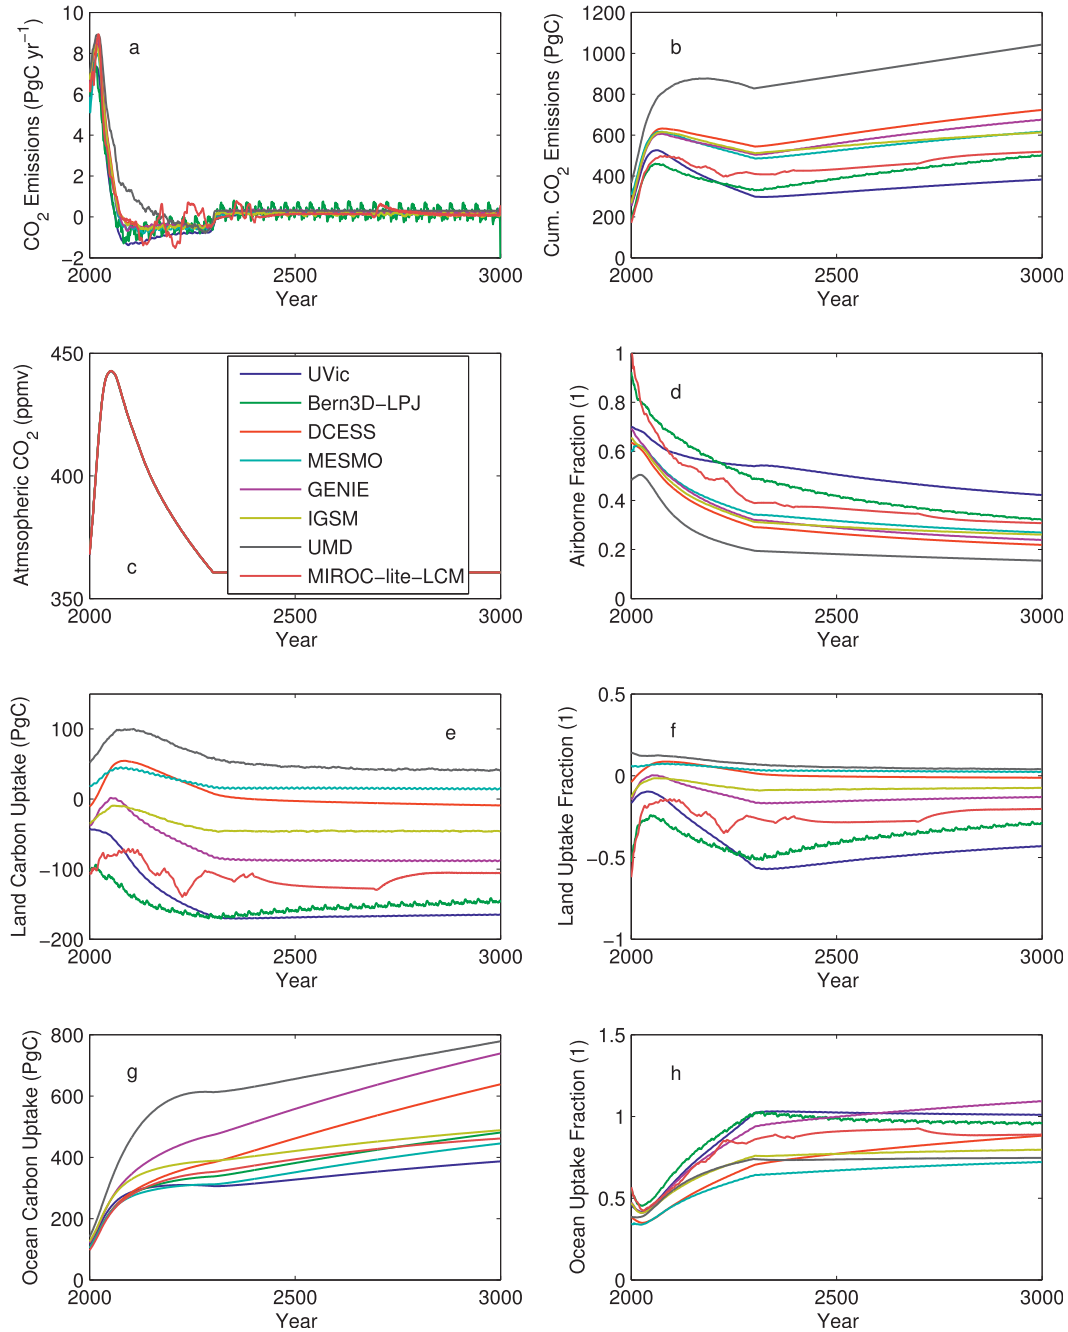 a
10
8
6
4
2
0
−2
2000
2500
3000
Year
CO2 Emissions (PgC yr−1)
b
1200
1000
800
600
400
200
0
2000
2500
3000
Year
Cum. CO2 Emissions (PgC)
c
450
400
350
2000
2500
3000
Year
Atmsopheric CO2 (ppmv)
UVic
Bern3D−LPJ
DCESS
MESMO
GENIE
IGSM
UMD
MIROC−lite−LCM
d
1
0.8
0.6
0.4
0.2
0
2000
2500
3000
Year
Airborne Fraction (1)
e
100
0
−100
−200
2000
2500
3000
Year
Land Carbon Uptake (PgC)
f
0.5
0
−0.5
−1
2000
2500
3000
Year
Land Uptake Fraction (1)
g
800
600
400
200
0
2000
2500
3000
Year
Ocean Carbon Uptake (PgC)
h
1.5
1
0.5
0
2000
2500
3000
Year
Ocean Uptake Fraction (1)